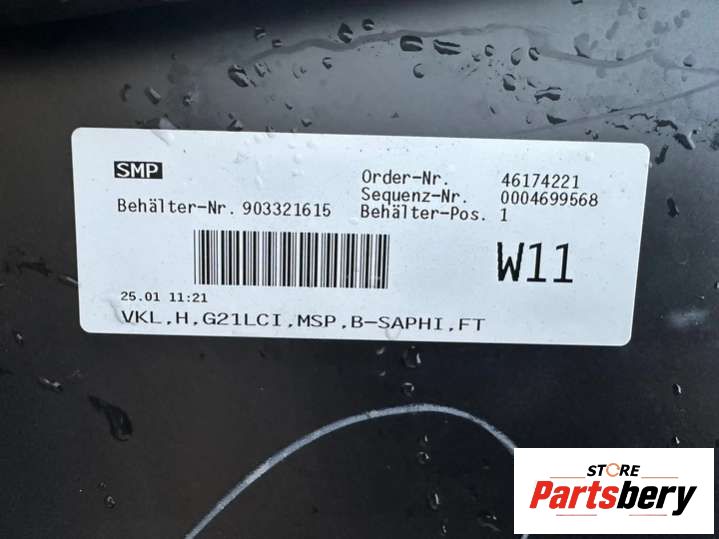 SMP
Order-Nr. 46174221
Sequenz-Nr. 0004699568
Behälter-Nr. 903321615 Behälter-Pos. 1
W11
25.01 11:21
VKL,H,G21LCI,MSP,B-SAPHI,FT
STORE
Partsbery